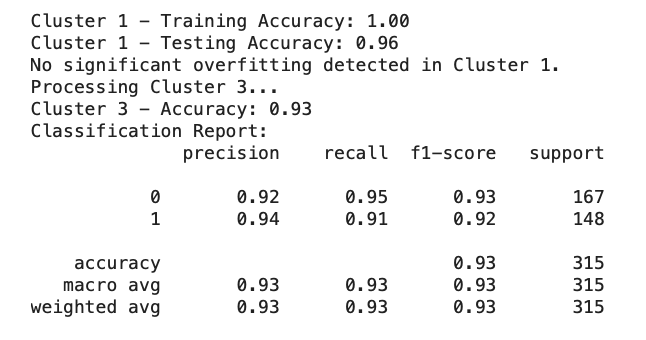 Cluster 1 – Training Accuracy: 1.00
Cluster 1 – Testing Accuracy: 0.96
No significant overfitting detected in Cluster 1.
Processing Cluster 3...
Cluster 3 – Accuracy: 0.93
Classification Report:
precision recall f1-score support
0 0.92 0.95 0.93 167
1 0.94 0.91 0.92 148
accuracy 0.93 315
macro avg 0.93 0.93 0.93 315
weighted avg 0.93 0.93 0.93 315